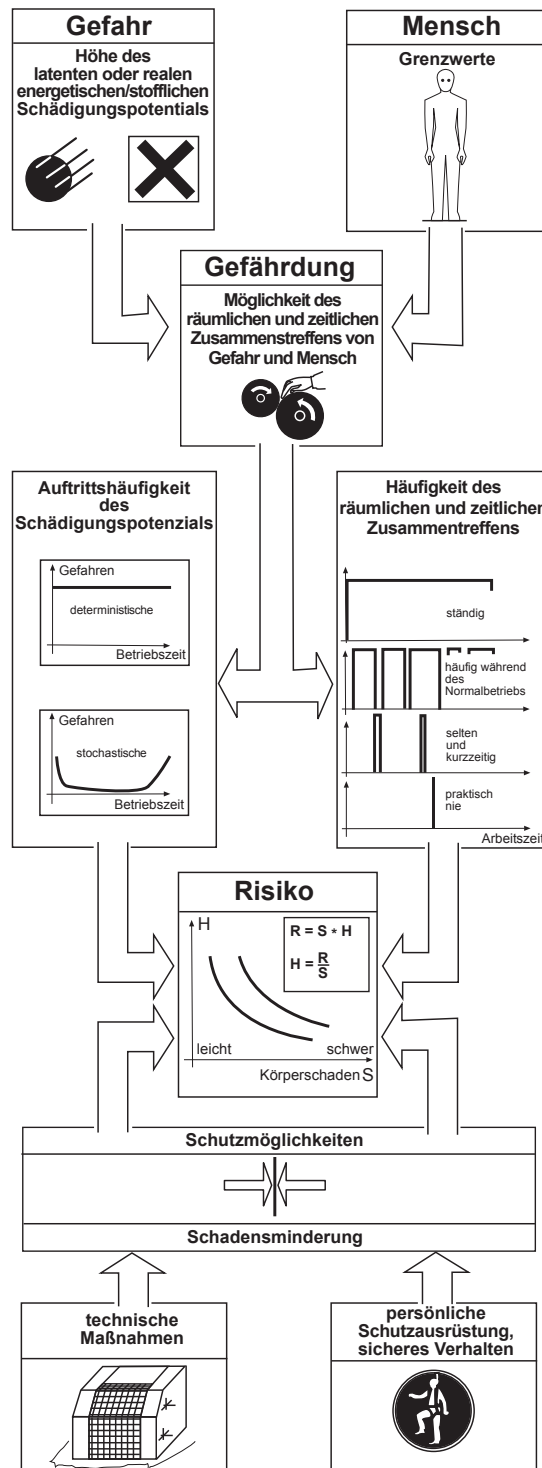 Gefahr
Höhe des
latenten oder realen
energetischen/stofflichen
Schädigungspotentials
Mensch
Grenzwerte
Gefährdung
Möglichkeit des
räumlichen und zeitlichen
Zusammenstreffens von
Gefahr und Mensch
Auftrittshäufigkeit
des
Schädigungspotenzials
Gefahren
deterministische
Betriebszeit
Gefahren
stochastische
Betriebszeit
Häufigkeit des
räumlichen und zeitlichen
Zusammentreffens
ständig
häufig während
des
Normalbetriebs
selten
und
kurzzeitig
praktisch
nie
Arbeitszeit
Risiko
H
R = S * H
H = R/S
leicht
schwer
Körperschaden S
Schutzmöglichkeiten
Schadensminderung
technische
Maßnahmen
persönliche
Schutzausrüstung,
sicheres Verhalten